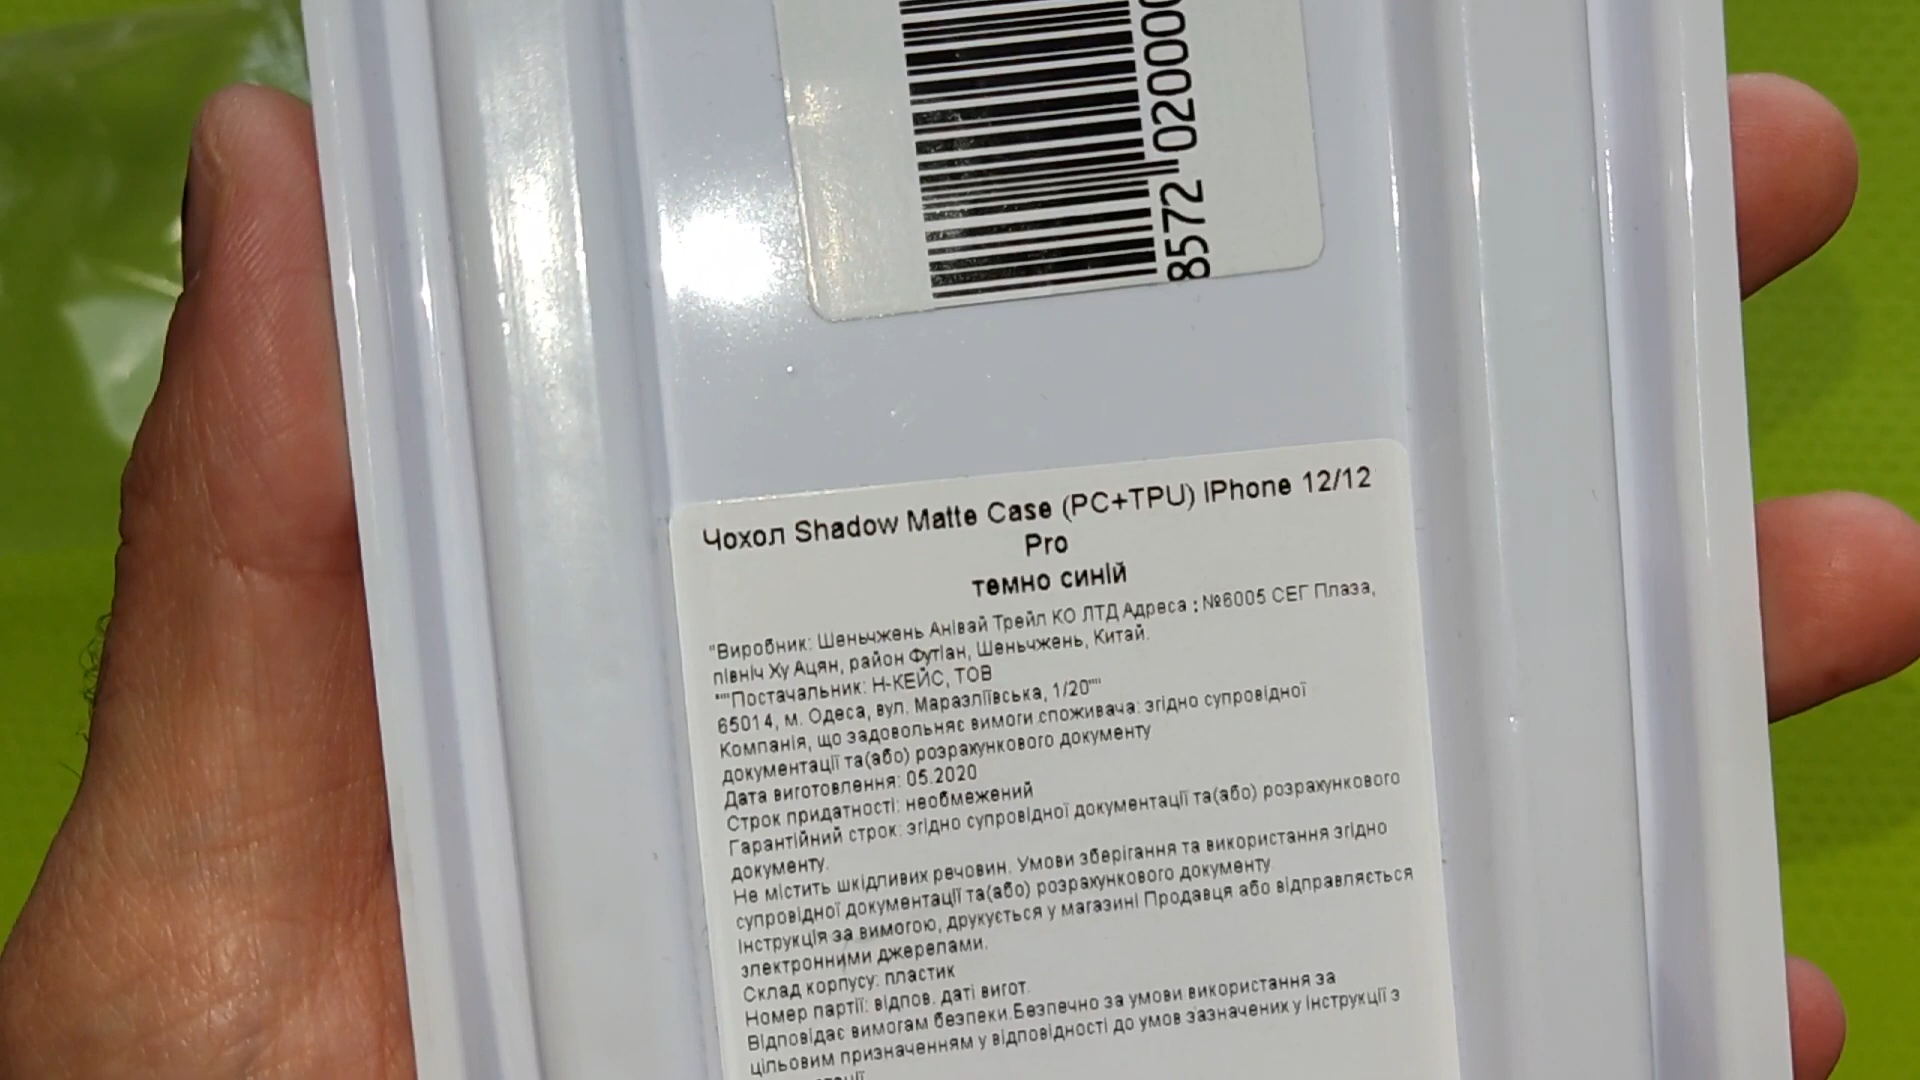 8572 02000
Чохол Shadow Matte Case (PC+TPU) IPhone 12/12
Pro
темно синій
"Виробник: Шеньчжень Анівай Трейл КО ЛТД Адреса : №6005 СЕГ Плаза,
північ Ху Ацян, район Футіан, Шеньчжень, Китай.
""Постачальник: Н-КЕЙС, ТОВ
65014, м. Одеса, вул. Маразліївська, 1/20""
Компанія, що задовольняє вимоги споживача: згідно супровідної
документації та(або) розрахункового документу
Дата виготовлення: 05.2020
Строк придатності: необмежений
Гарантійний строк: згідно супровідної документації та(або) розрахункового
документу.
Не містить шкідливих речовин. Умови зберігання та використання згідно
супровідної документації та(або) розрахункового документу.
Інструкція за вимогою, друкується у магазині Продавця або відправляється
злектронними джерелами.
Склад корпусу: пластик
Номер партії: відпов. даті вигот.
Відповідає вимогам безпеки.Безпечно за умови використання за
цільовим призначенням у відповідності до умов зазначених у Інструкції з